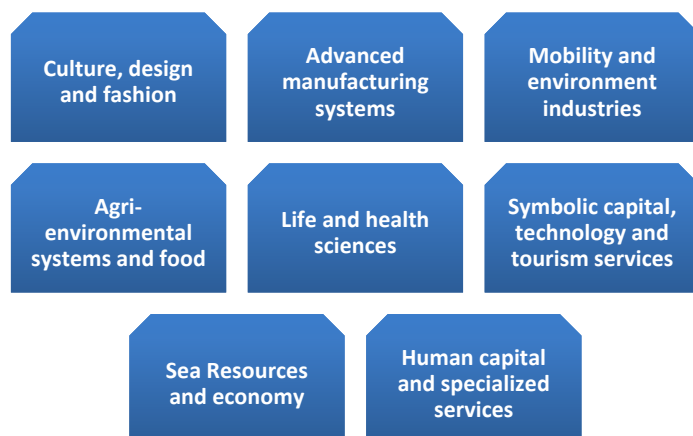 Culture, design
and fashion
Advanced
manufacturing
systems
Mobility and
environment
industries
Agri-
environmental
systems and food
Life and health
sciences
Symbolic capital,
technology and
tourism services
Sea Resources
and economy
Human capital
and specialized
services